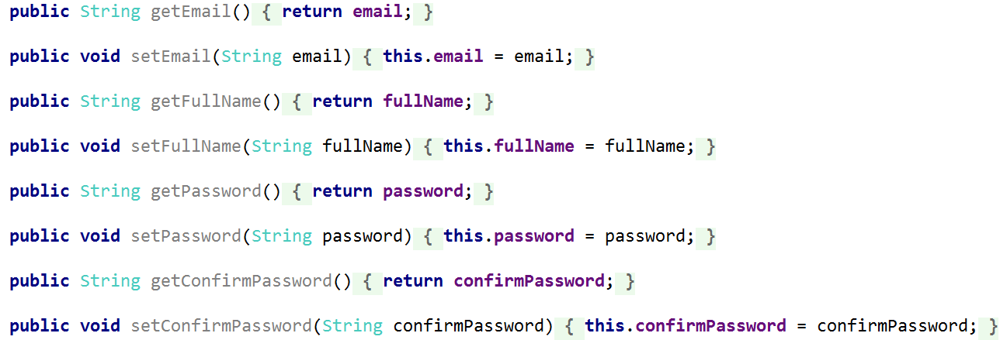 public String getEmail() { return email; }
public void setEmail(String email) { this.email = email; }
public String getFullName() { return fullName; }
public void setFullName(String fullName) { this.fullName = fullName; }
public String getPassword() { return password; }
public void setPassword(String password) { this.password = password; }
public String getConfirmPassword() { return confirmPassword; }
public void setConfirmPassword(String confirmPassword) { this.confirmPassword = confirmPassword; }